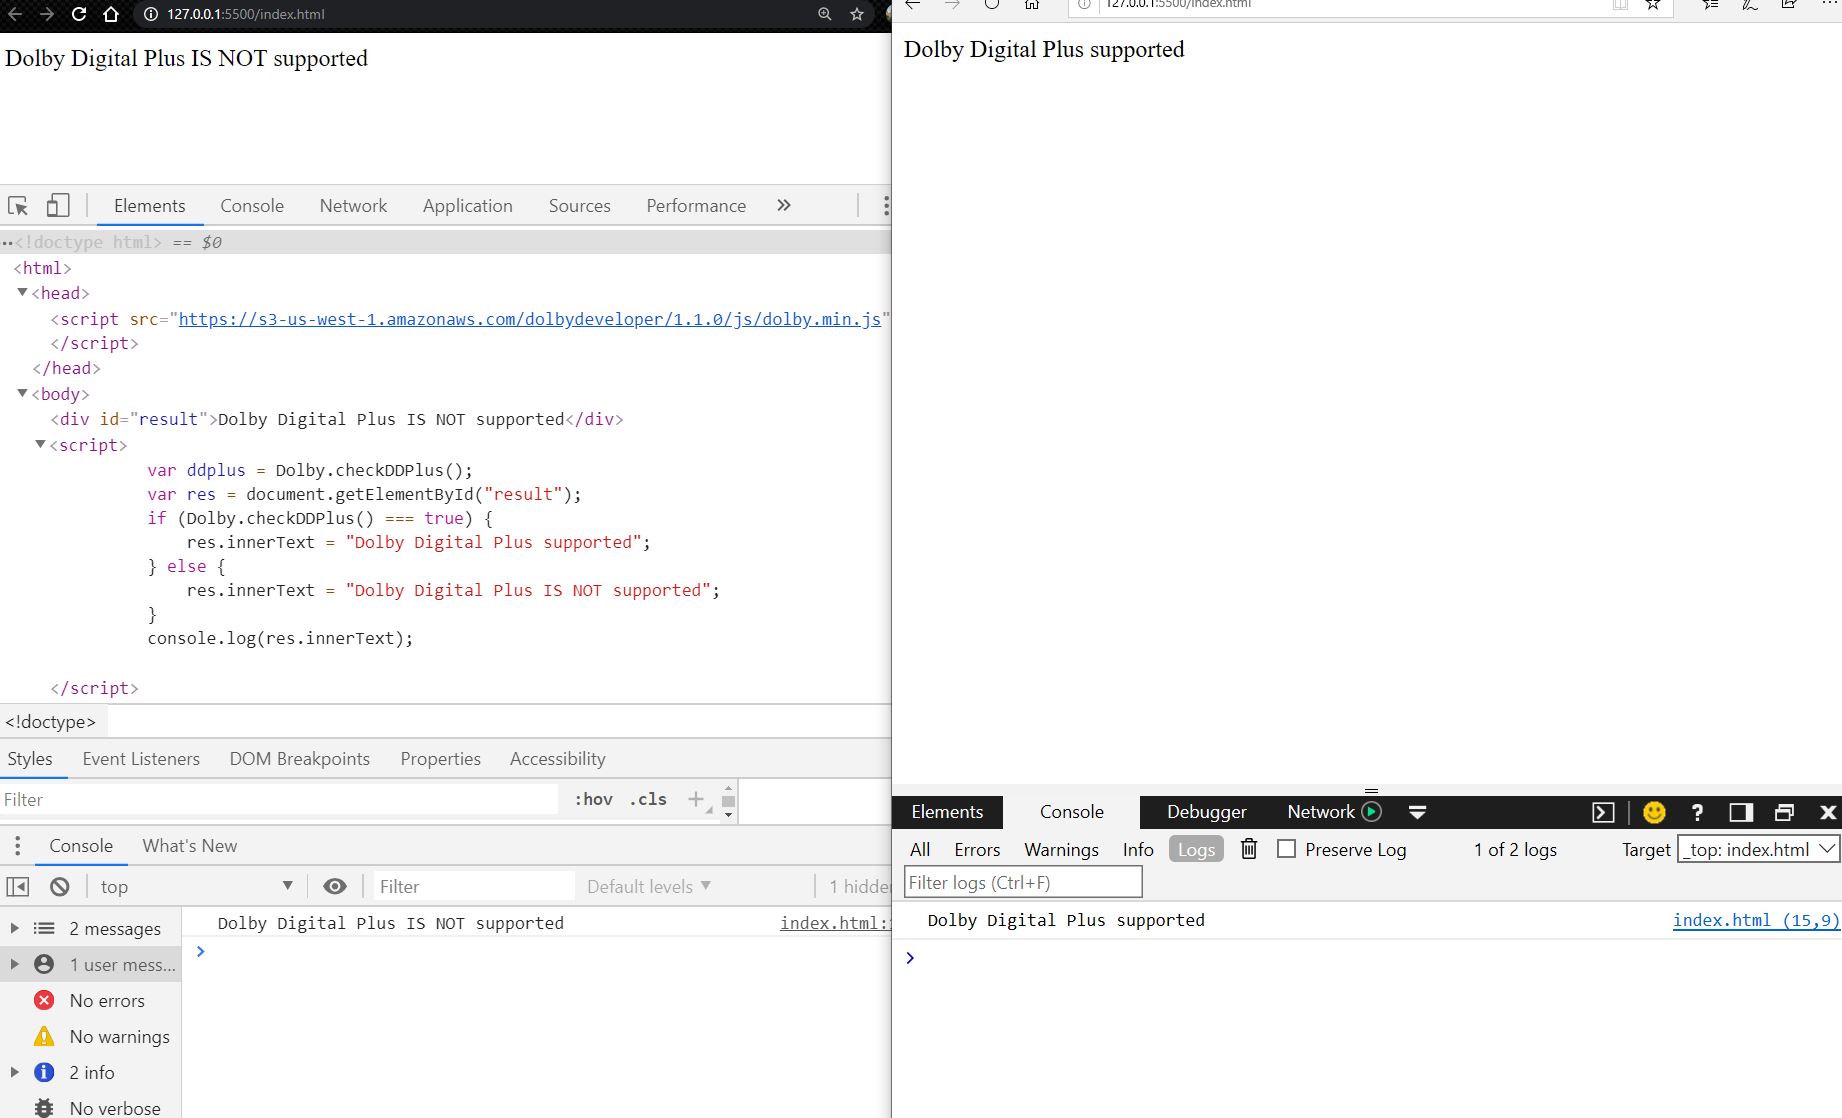 127.0.0.1:5500/index.html
Dolby Digital Plus IS NOT supported
Elements Console Network Application Sources Performance »
<!doctype html> == $0
<html>
<head>
<script src="https://s3-us-west-1.amazonaws.com/dolbydeveloper/1.1.0/js/dolby.min.js"
</script>
</head>
<body>
<div id="result">Dolby Digital Plus IS NOT supported</div>
<script>
var ddplus = Dolby.checkDDPlus();
var res = document.getElementById("result");
if (Dolby.checkDDPlus() === true) {
res.innerText = "Dolby Digital Plus supported";
} else {
res.innerText = "Dolby Digital Plus IS NOT supported";
}
console.log(res.innerText);
</script>
<!doctype>
Styles Event Listeners DOM Breakpoints Properties Accessibility
Filter :hov .cls +
Console What's New
top Filter Default levels 1 hidde
2 messages
1 user mess...
No errors
No warnings
2 info
No verbose
Dolby Digital Plus IS NOT supported index.html:
127.0.0.1:5500/index.html
Dolby Digital Plus supported
Elements Console Debugger Network ?
All Errors Warnings Info Logs Preserve Log 1 of 2 logs Target _top: index.html
Filter logs (Ctrl+F)
Dolby Digital Plus supported index.html (15,9)